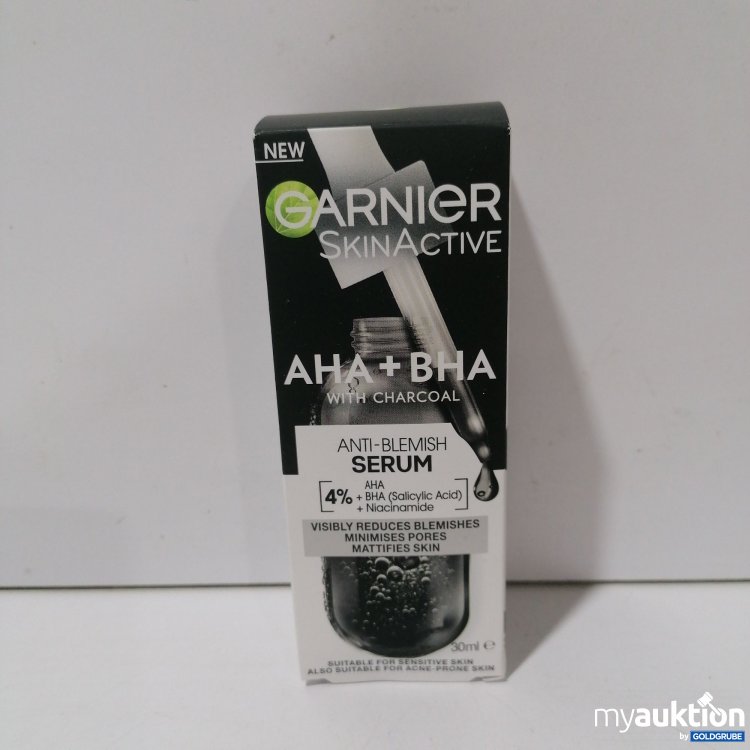 NEW
GARNIER
SKINACTIVE
AHA + BHA
WITH CHARCOAL
ANTI-BLEMISH
SERUM
AHA
4% + BHA (Salicylic Acid)
+ Niacinamide
VISIBLY REDUCES BLEMISHES
MINIMISES PORES
MATTIFIES SKIN
30ml e
SUITABLE FOR SENSITIVE SKIN
ALSO SUITABLE FOR ACNE-PRONE SKIN
myauktion
by GOLDGRUBE